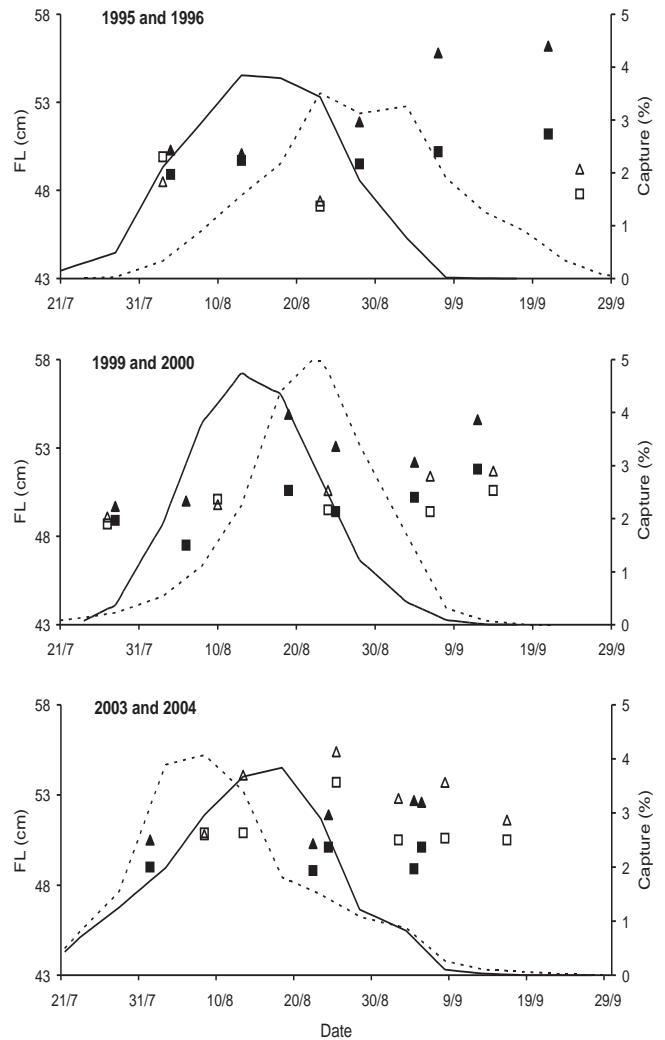 1995 and 1996
58
53
48
43
FL (cm)
5
4
3
2
1
0
Capture (%)
21/7 31/7 10/8 20/8 30/8 9/9 19/9 29/9
1999 and 2000
58
53
48
43
FL (cm)
5
4
3
2
1
0
Capture (%)
21/7 31/7 10/8 20/8 30/8 9/9 19/9 29/9
2003 and 2004
58
53
48
43
FL (cm)
5
4
3
2
1
0
Capture (%)
21/7 31/7 10/8 20/8 30/8 9/9 19/9 29/9
Date